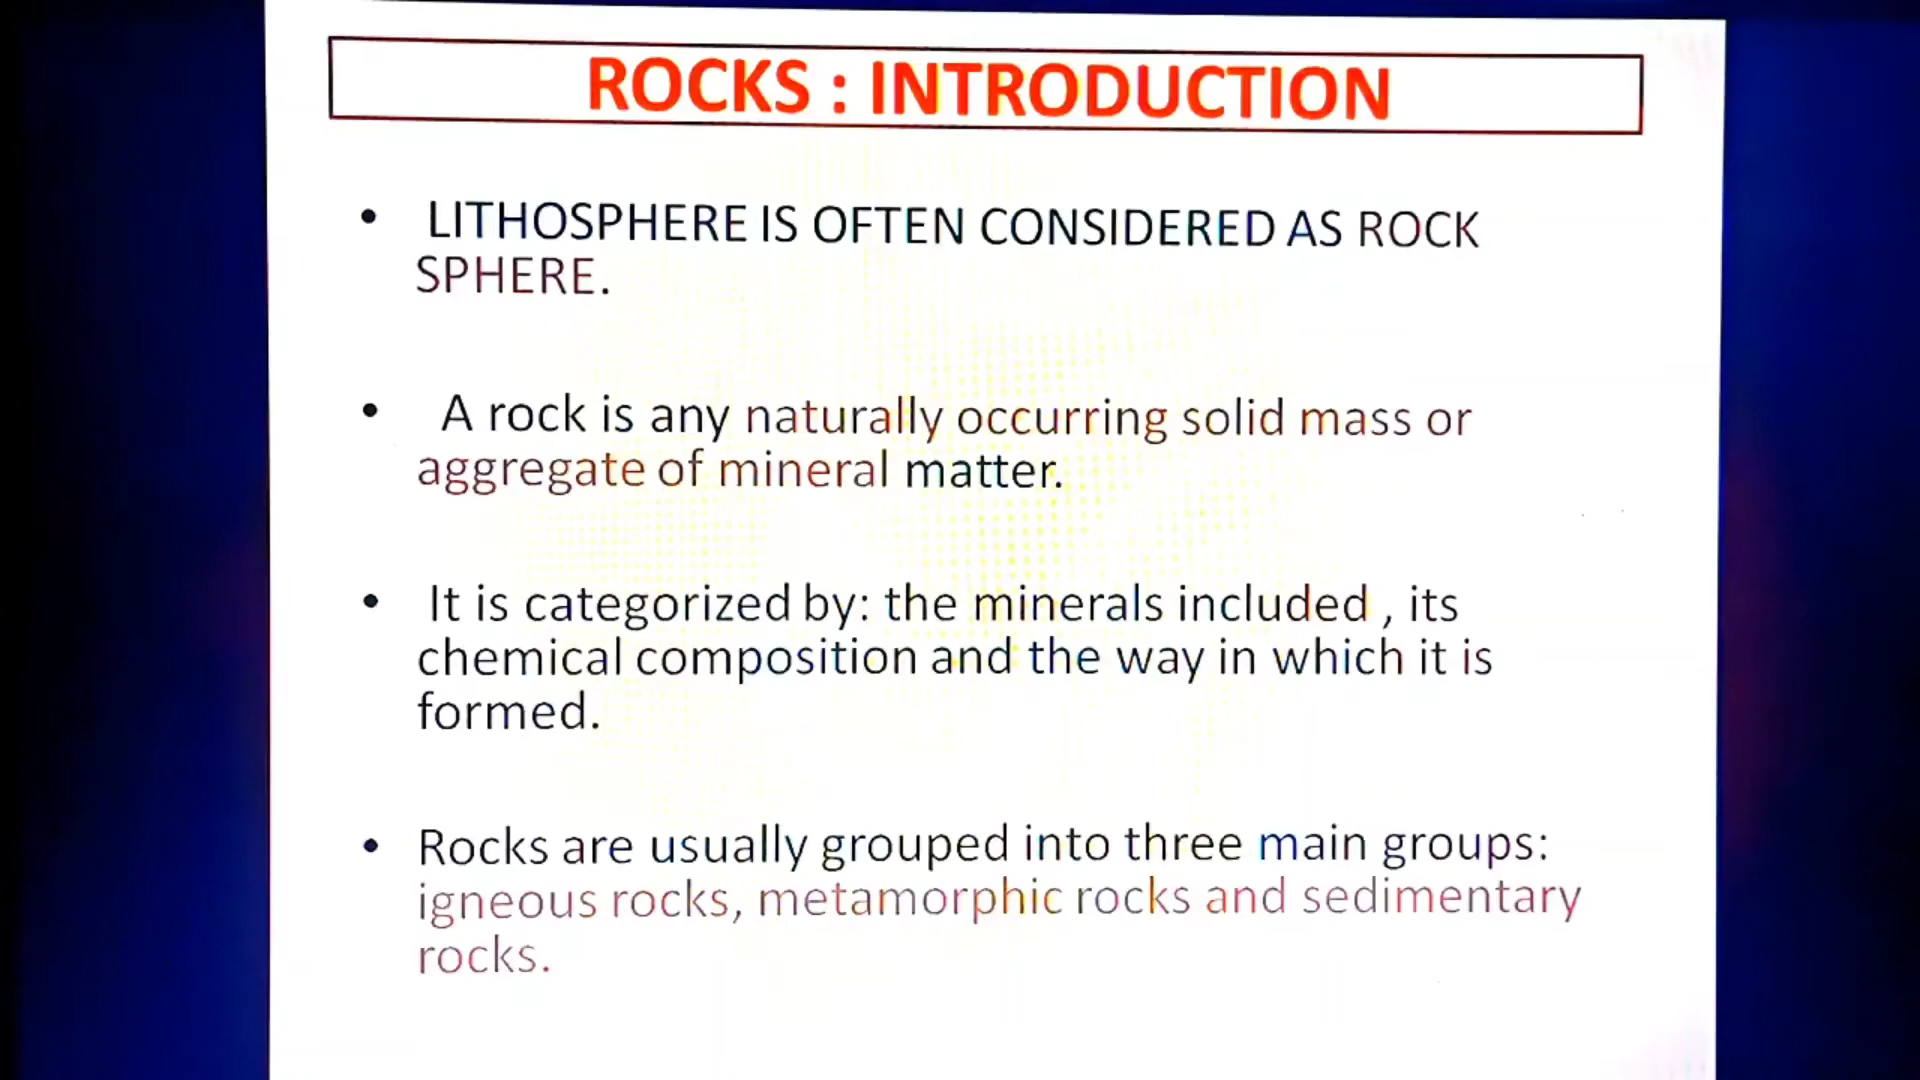 ROCKS : INTRODUCTION
• LITHOSPHERE IS OFTEN CONSIDERED AS ROCK
SPHERE.
• A rock is any naturally occurring solid mass or
aggregate of mineral matter.
• It is categorized by: the minerals included , its
chemical composition and the way in which it is
formed.
• Rocks are usually grouped into three main groups:
igneous rocks, metamorphic rocks and sedimentary
rocks.